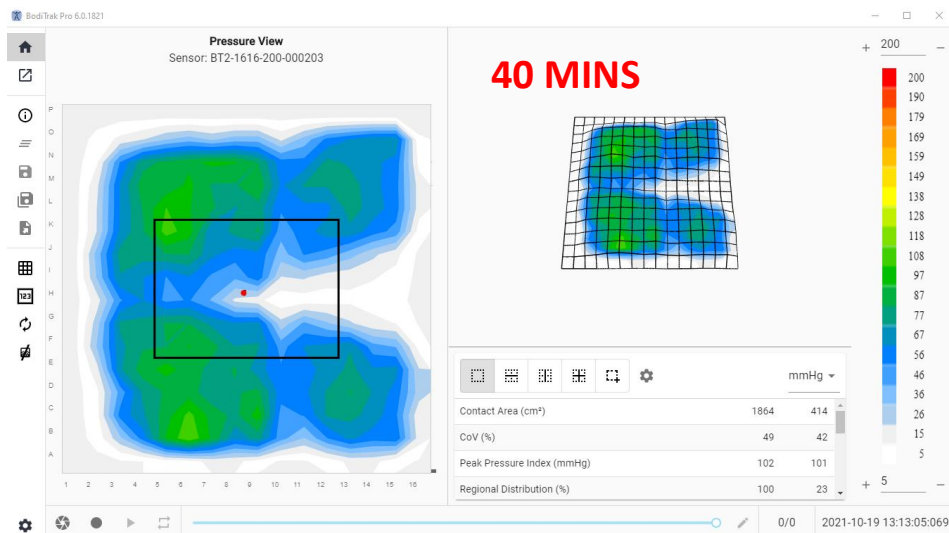 BodiTrak Pro 6.0.1821
Pressure View
Sensor: BT2-1616-200-000203
40 MINS
+ 200 −
200
190
179
169
159
149
138
128
118
108
97
87
77
67
56
46
36
26
15
5
+ 5 −
P
O
N
M
L
K
J
I
H
G
F
E
D
C
B
A
1 2 3 4 5 6 7 8 9 10 11 12 13 14 15 16
123
mmHg
Contact Area (cm²) 1864 414
CoV (%) 49 42
Peak Pressure Index (mmHg) 102 101
Regional Distribution (%) 100 23
0/0 2021-10-19 13:13:05:069